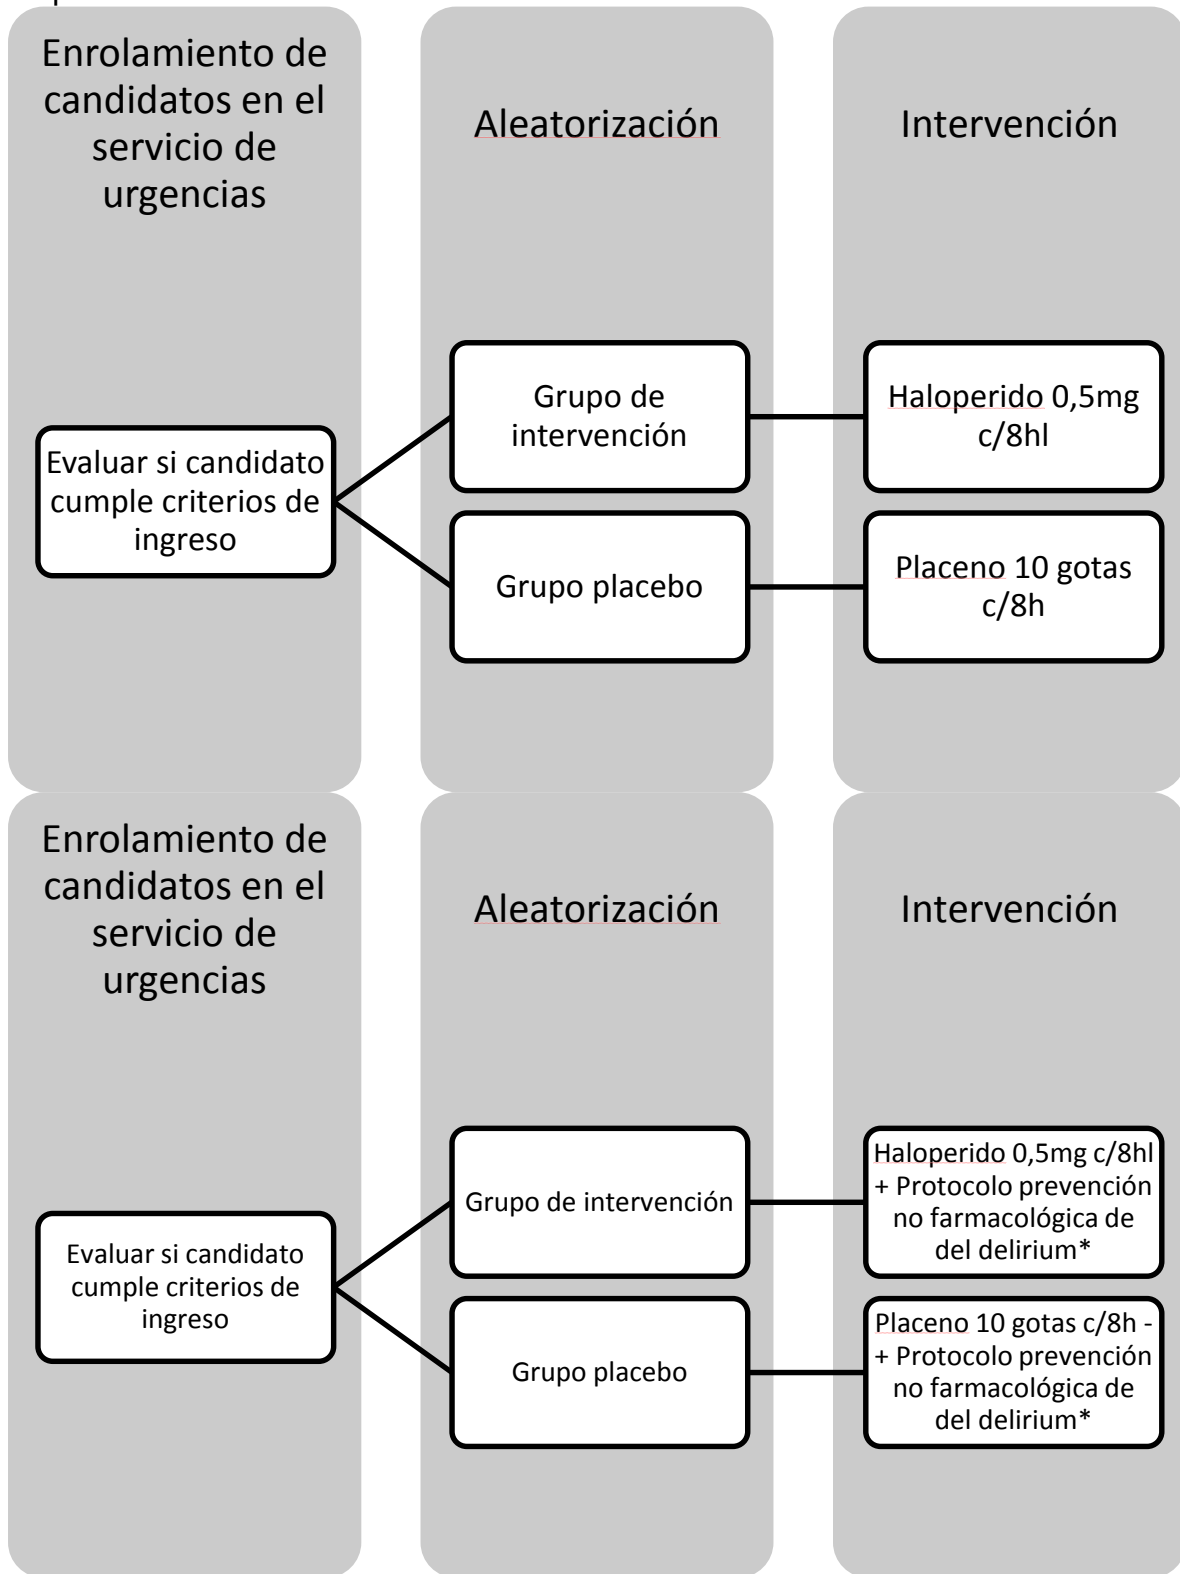 Enrolamiento de
candidatos en el
servicio de
urgencias
Aleatorización
Intervención
Evaluar si candidato
cumple criterios de
ingreso
Grupo de
intervención
Haloperido 0,5mg
c/8hl
Grupo placebo
Placeno 10 gotas
c/8h
Enrolamiento de
candidatos en el
servicio de
urgencias
Aleatorización
Intervención
Evaluar si candidato
cumple criterios de
ingreso
Grupo de intervención
Haloperido 0,5mg c/8hl
+ Protocolo prevención
no farmacológica de
del delirium*
Grupo placebo
Placeno 10 gotas c/8h -
+ Protocolo prevención
no farmacológica de
del delirium*